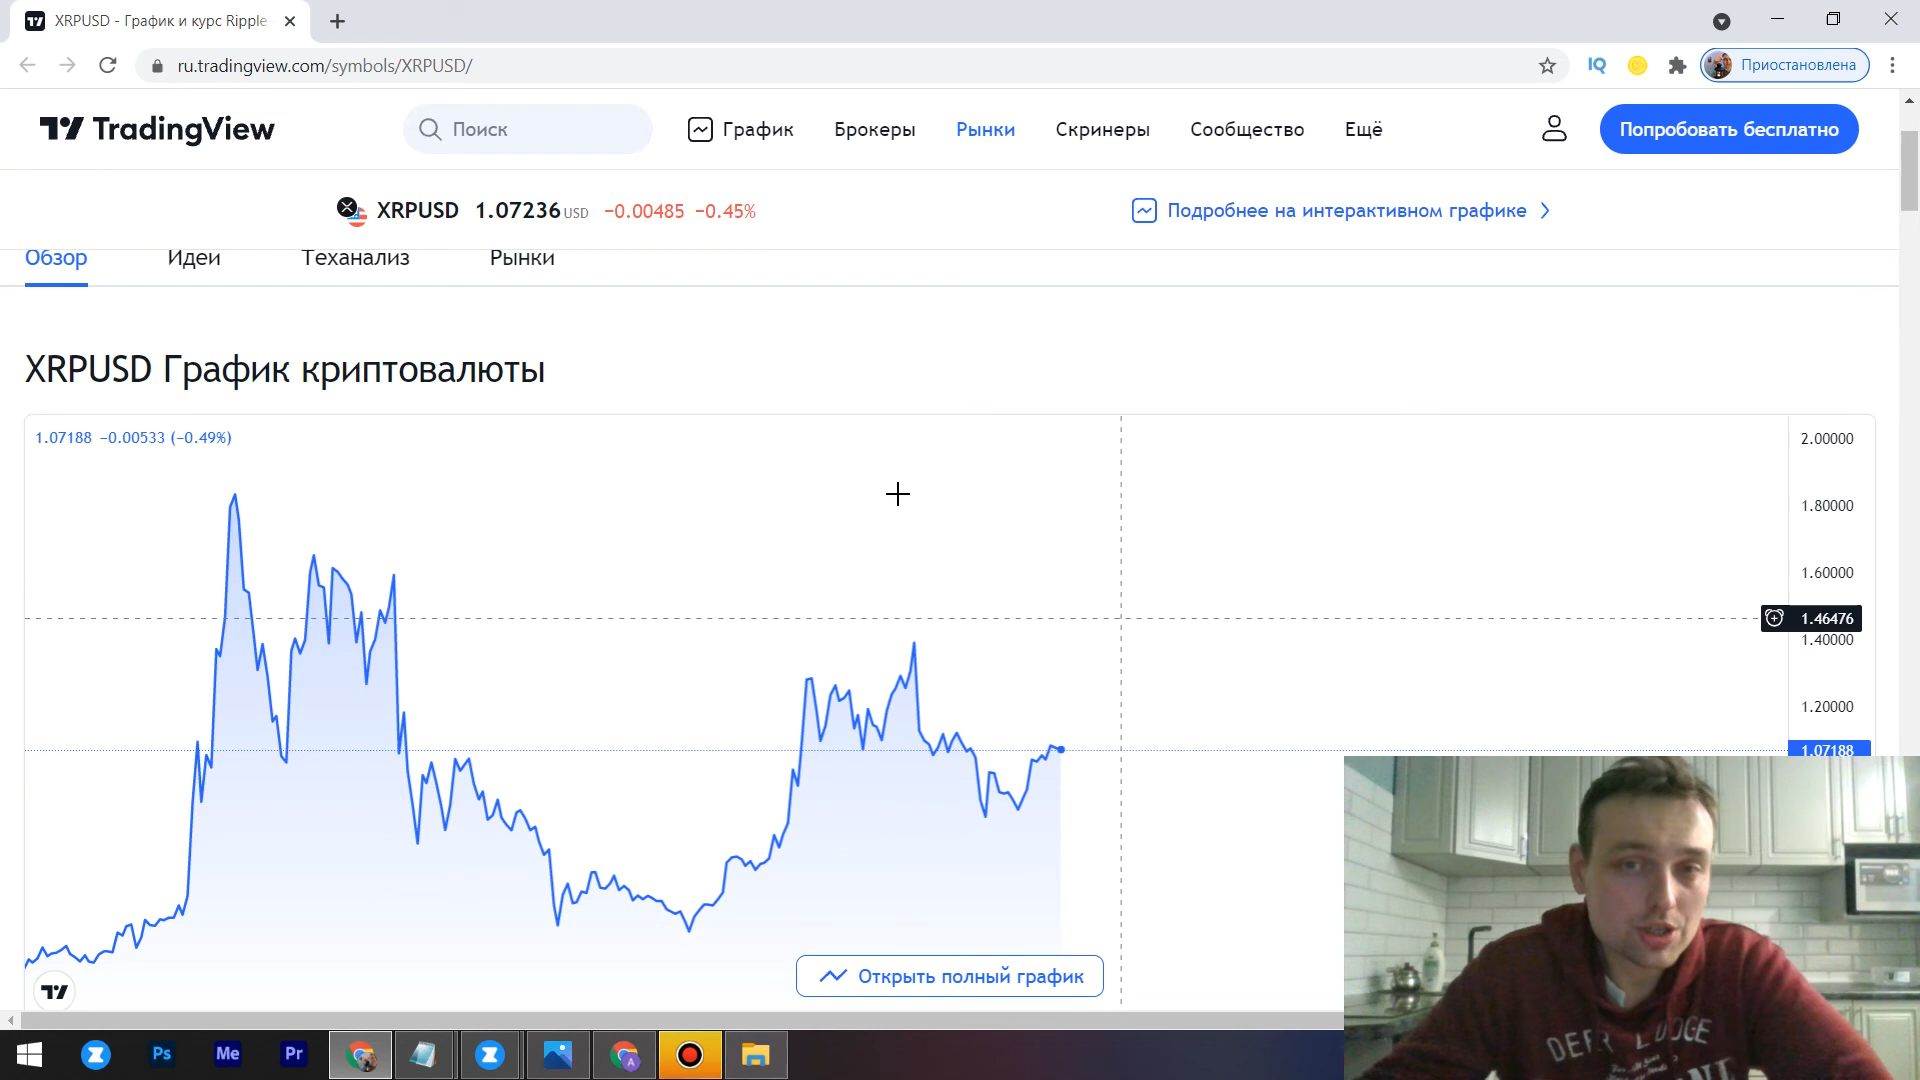 XRPUSD - График и курс Ripple
ru.tradingview.com/symbols/XRPUSD/
IQ
Приостановлена
TradingView
Поиск
График
Брокеры
Рынки
Скринеры
Сообщество
Ещё
Попробовать бесплатно
XRPUSD 1.07236 USD −0.00485 −0.45%
Подробнее на интерактивном графике
Обзор
Идеи
Теханализ
Рынки
XRPUSD График криптовалюты
1.07188 −0.00533 (−0.49%)
2.00000
1.80000
1.60000
1.46476
1.40000
1.20000
1.07188
Открыть полный график
Ps
Me
Pr
A